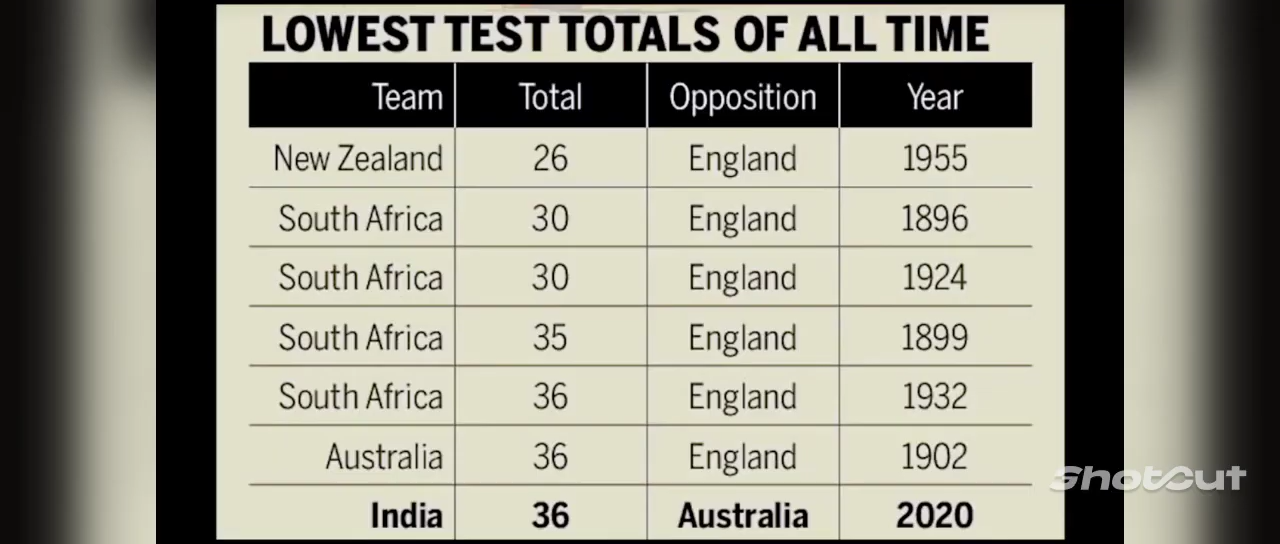 LOWEST TEST TOTALS OF ALL TIME
Team Total Opposition Year
New Zealand 26 England 1955
South Africa 30 England 1896
South Africa 30 England 1924
South Africa 35 England 1899
South Africa 36 England 1932
Australia 36 England 1902
India 36 Australia 2020
ShotCut